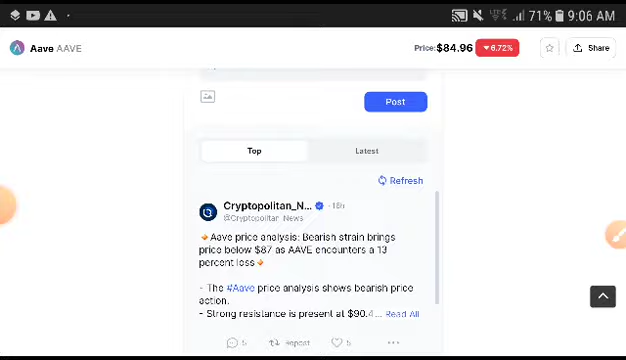 71% 9:06 AM
Aave AAVE
Price:$84.96 ▼6.72%
Share
Post
Top
Latest
Refresh
Cryptopolitan_N... -18h
@Cryptopolitan_News
🔸Aave price analysis: Bearish strain brings
price below $87 as AAVE encounters a 13
percent loss🔸
- The #Aave price analysis shows bearish price
action.
- Strong resistance is present at $90.4... Read All
5
Repost
5